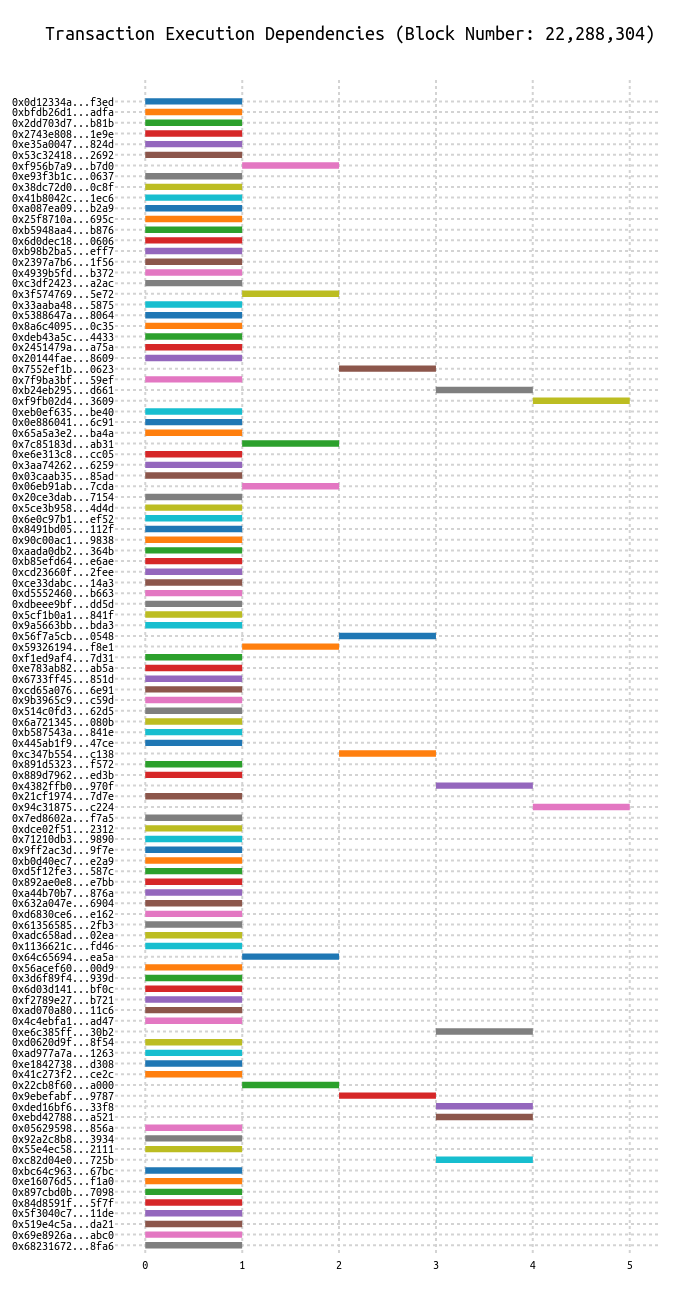 Transaction Execution Dependencies (Block Number: 22,288,304)
0x0d12334a...f3ed
0xbfdb26d1...adfa
0x2dd703d7...b81b
0x2743e808...1e9e
0xe35a0047...824d
0x53c32418...2692
0xf956b7a9...b7d0
0xe93f3b1c...0637
0x38dc72d0...0c8f
0x41b8042c...1ec6
0xa087ea09...b2a9
0x25f8710a...695c
0xb5948aa4...b876
0x6d0dec18...0606
0xb98b2ba5...eff7
0x2397a7b6...1f56
0x4939b5fd...b372
0xc3df2423...a2ac
0x3f574769...5e72
0x33aaba48...5875
0x5388647a...8064
0x8a6c4095...0c35
0xdeb43a5c...4433
0x2451479a...a75a
0x20144fae...8609
0x7552ef1b...0623
0x7f9ba3bf...59ef
0xb24eb295...d661
0xf9fb02d4...3609
0xeb0ef635...be40
0x0e886041...6c91
0x65a5a3e2...ba4a
0x7c85183d...ab31
0xe6e313c8...cc05
0x3aa74262...6259
0x03caab35...85ad
0x06eb91ab...7cda
0x20ce3dab...7154
0x5ce3b958...4d4d
0x6e0c97b1...ef52
0x8491bd05...112f
0x90c00ac1...9838
0xaada0db2...364b
0xb85efd64...e6ae
0xcd23660f...2fee
0xce33dabc...14a3
0xd5552460...b663
0xdbeee9bf...dd5d
0x5cf1b0a1...841f
0x9a5663bb...bda3
0x56f7a5cb...0548
0x59326194...f8e1
0xf1ed9af4...7d31
0xe783ab82...ab5a
0x6733ff45...851d
0xcd65a076...6e91
0x9b3965c9...c59d
0x514c0fd3...62d5
0x6a721345...080b
0xb587543a...841e
0x445ab1f9...47ce
0xc347b554...c138
0x891d5323...f572
0x889d7962...ed3b
0x4382ffb0...970f
0x21cf1974...7d7e
0x94c31875...c224
0x7ed8602a...f7a5
0xdce02f51...2312
0x71210db3...9890
0x9ff2ac3d...9f7e
0xb0d40ec7...e2a9
0xd5f12fe3...587c
0x892ae0e8...e7bb
0xa44b70b7...876a
0x632a047e...6904
0xd6830ce6...e162
0x61356585...2fb3
0xadc658ad...02ea
0x1136621c...fd46
0x64c65694...ea5a
0x56acef60...00d9
0x3d6f89f4...939d
0x6d03d141...bf0c
0xf2789e27...b721
0xad070a80...11c6
0x4c4ebfa1...ad47
0xe6c385ff...30b2
0xd0620d9f...8f54
0xad977a7a...1263
0xe1842738...d308
0x41c273f2...ce2c
0x22cb8f60...a000
0x9ebefabf...9787
0xded16bf6...33f8
0xebd42788...a521
0x05629598...856a
0x92a2c8b8...3934
0x55e4ec58...2111
0xc82d04e0...725b
0xbc64c963...67bc
0xe16076d5...f1a0
0x897cbd0b...7098
0x84d8591f...5f7f
0x5f3040c7...11de
0x519e4c5a...da21
0x69e8926a...abc0
0x68231672...8fa6
0 1 2 3 4 5